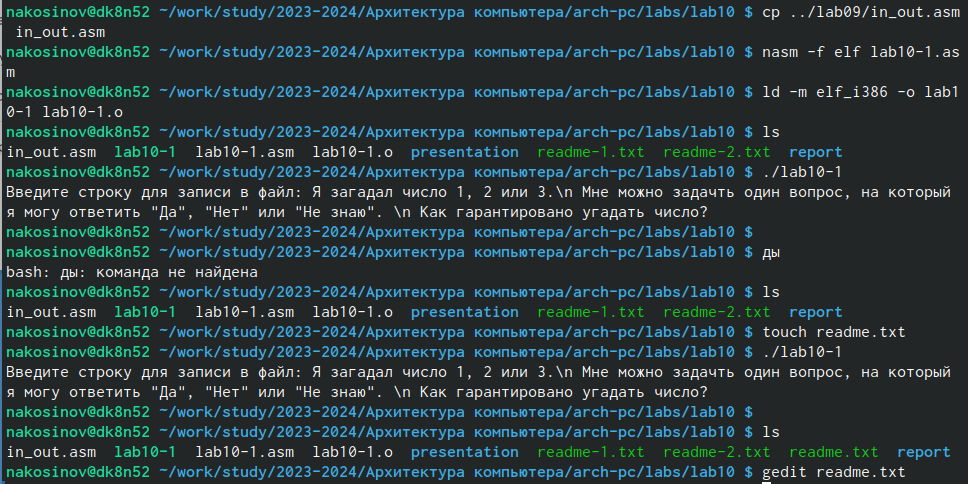 nakosinov@dk8n52 ~/work/study/2023-2024/Архитектура компьютера/arch-pc/labs/lab10 $ cp ../lab09/in_out.asm
 in_out.asm
nakosinov@dk8n52 ~/work/study/2023-2024/Архитектура компьютера/arch-pc/labs/lab10 $ nasm -f elf lab10-1.as
m
nakosinov@dk8n52 ~/work/study/2023-2024/Архитектура компьютера/arch-pc/labs/lab10 $ ld -m elf_i386 -o lab1
0-1 lab10-1.o
nakosinov@dk8n52 ~/work/study/2023-2024/Архитектура компьютера/arch-pc/labs/lab10 $ ls
in_out.asm  lab10-1  lab10-1.asm  lab10-1.o  presentation  readme-1.txt  readme-2.txt  report
nakosinov@dk8n52 ~/work/study/2023-2024/Архитектура компьютера/arch-pc/labs/lab10 $ ./lab10-1
Введите строку для записи в файл: Я загадал число 1, 2 или 3.\n Мне можно задачть один вопрос, на который
я могу ответить "Да", "Нет" или "Не знаю". \n Как гарантировано угадать число?
nakosinov@dk8n52 ~/work/study/2023-2024/Архитектура компьютера/arch-pc/labs/lab10 $
nakosinov@dk8n52 ~/work/study/2023-2024/Архитектура компьютера/arch-pc/labs/lab10 $ ды
bash: ды: команда не найдена
nakosinov@dk8n52 ~/work/study/2023-2024/Архитектура компьютера/arch-pc/labs/lab10 $ ls
in_out.asm  lab10-1  lab10-1.asm  lab10-1.o  presentation  readme-1.txt  readme-2.txt  report
nakosinov@dk8n52 ~/work/study/2023-2024/Архитектура компьютера/arch-pc/labs/lab10 $ touch readme.txt
nakosinov@dk8n52 ~/work/study/2023-2024/Архитектура компьютера/arch-pc/labs/lab10 $ ./lab10-1
Введите строку для записи в файл: Я загадал число 1, 2 или 3.\n Мне можно задачть один вопрос, на который
я могу ответить "Да", "Нет" или "Не знаю". \n Как гарантировано угадать число?
nakosinov@dk8n52 ~/work/study/2023-2024/Архитектура компьютера/arch-pc/labs/lab10 $
nakosinov@dk8n52 ~/work/study/2023-2024/Архитектура компьютера/arch-pc/labs/lab10 $ ls
in_out.asm  lab10-1  lab10-1.asm  lab10-1.o  presentation  readme-1.txt  readme-2.txt  readme.txt  report
nakosinov@dk8n52 ~/work/study/2023-2024/Архитектура компьютера/arch-pc/labs/lab10 $ gedit readme.txt